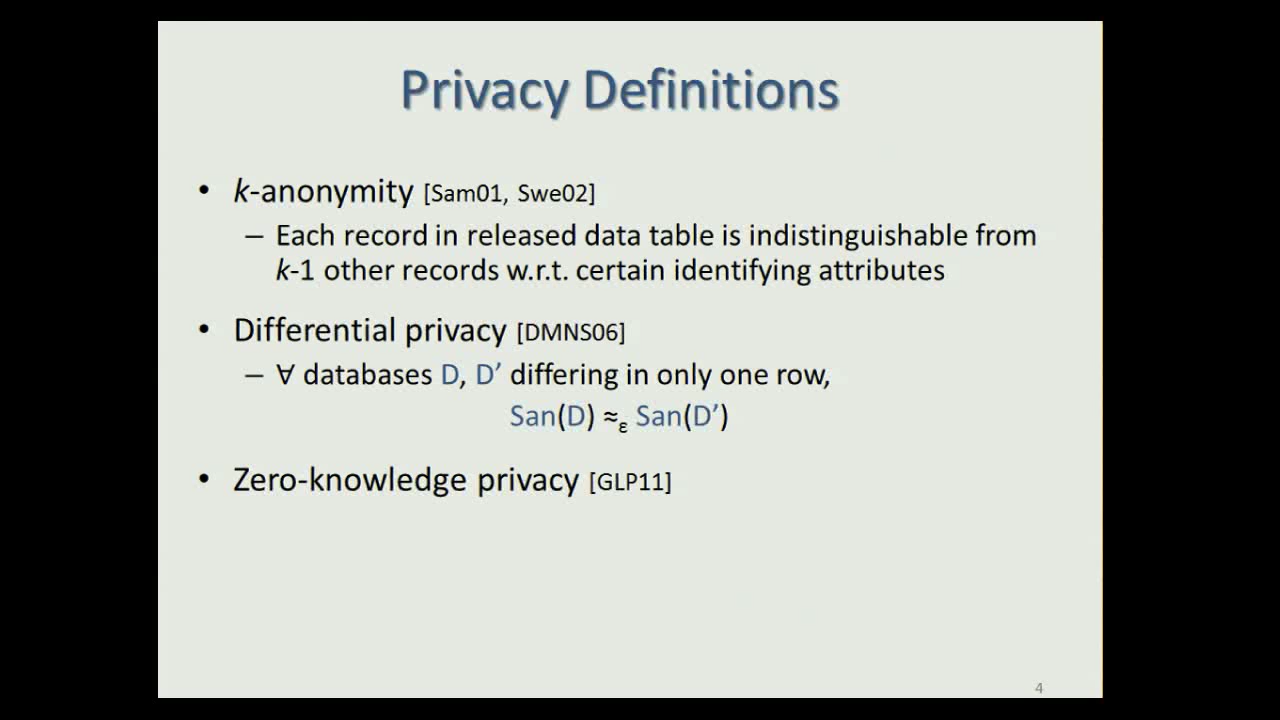 Privacy Definitions
• k-anonymity [Sam01, Swe02]
– Each record in released data table is indistinguishable from
k-1 other records w.r.t. certain identifying attributes
• Differential privacy [DMNS06]
– ∀ databases D, D’ differing in only one row,
San(D) ≈ε San(D’)
• Zero-knowledge privacy [GLP11]
4